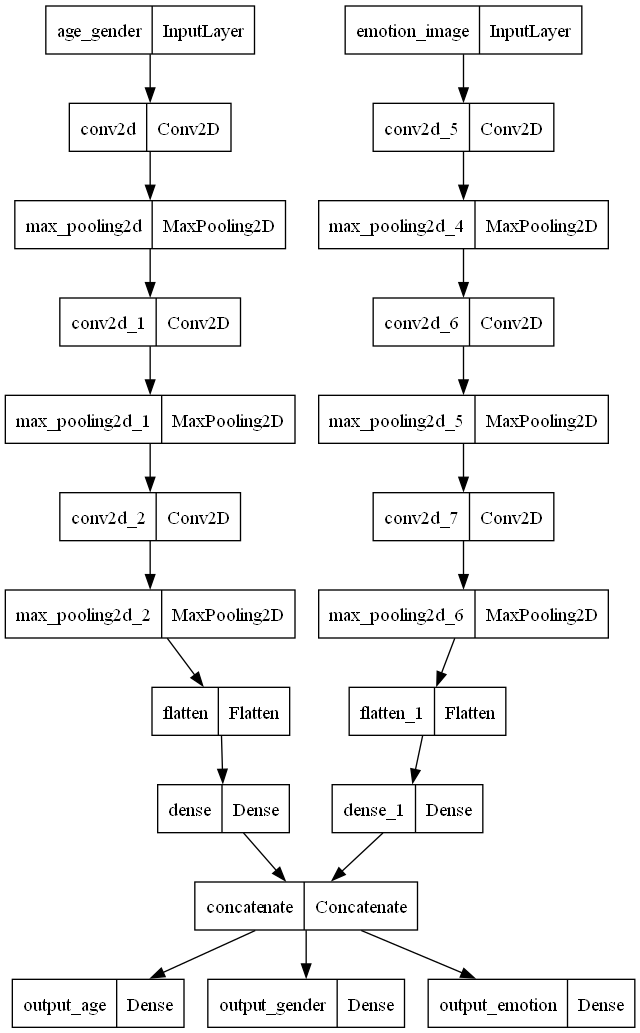 age_gender InputLayer emotion_image InputLayer
conv2d Conv2D conv2d_5 Conv2D
max_pooling2d MaxPooling2D max_pooling2d_4 MaxPooling2D
conv2d_1 Conv2D conv2d_6 Conv2D
max_pooling2d_1 MaxPooling2D max_pooling2d_5 MaxPooling2D
conv2d_2 Conv2D conv2d_7 Conv2D
max_pooling2d_2 MaxPooling2D max_pooling2d_6 MaxPooling2D
flatten Flatten flatten_1 Flatten
dense Dense dense_1 Dense
concatenate Concatenate
output_age Dense output_gender Dense output_emotion Dense